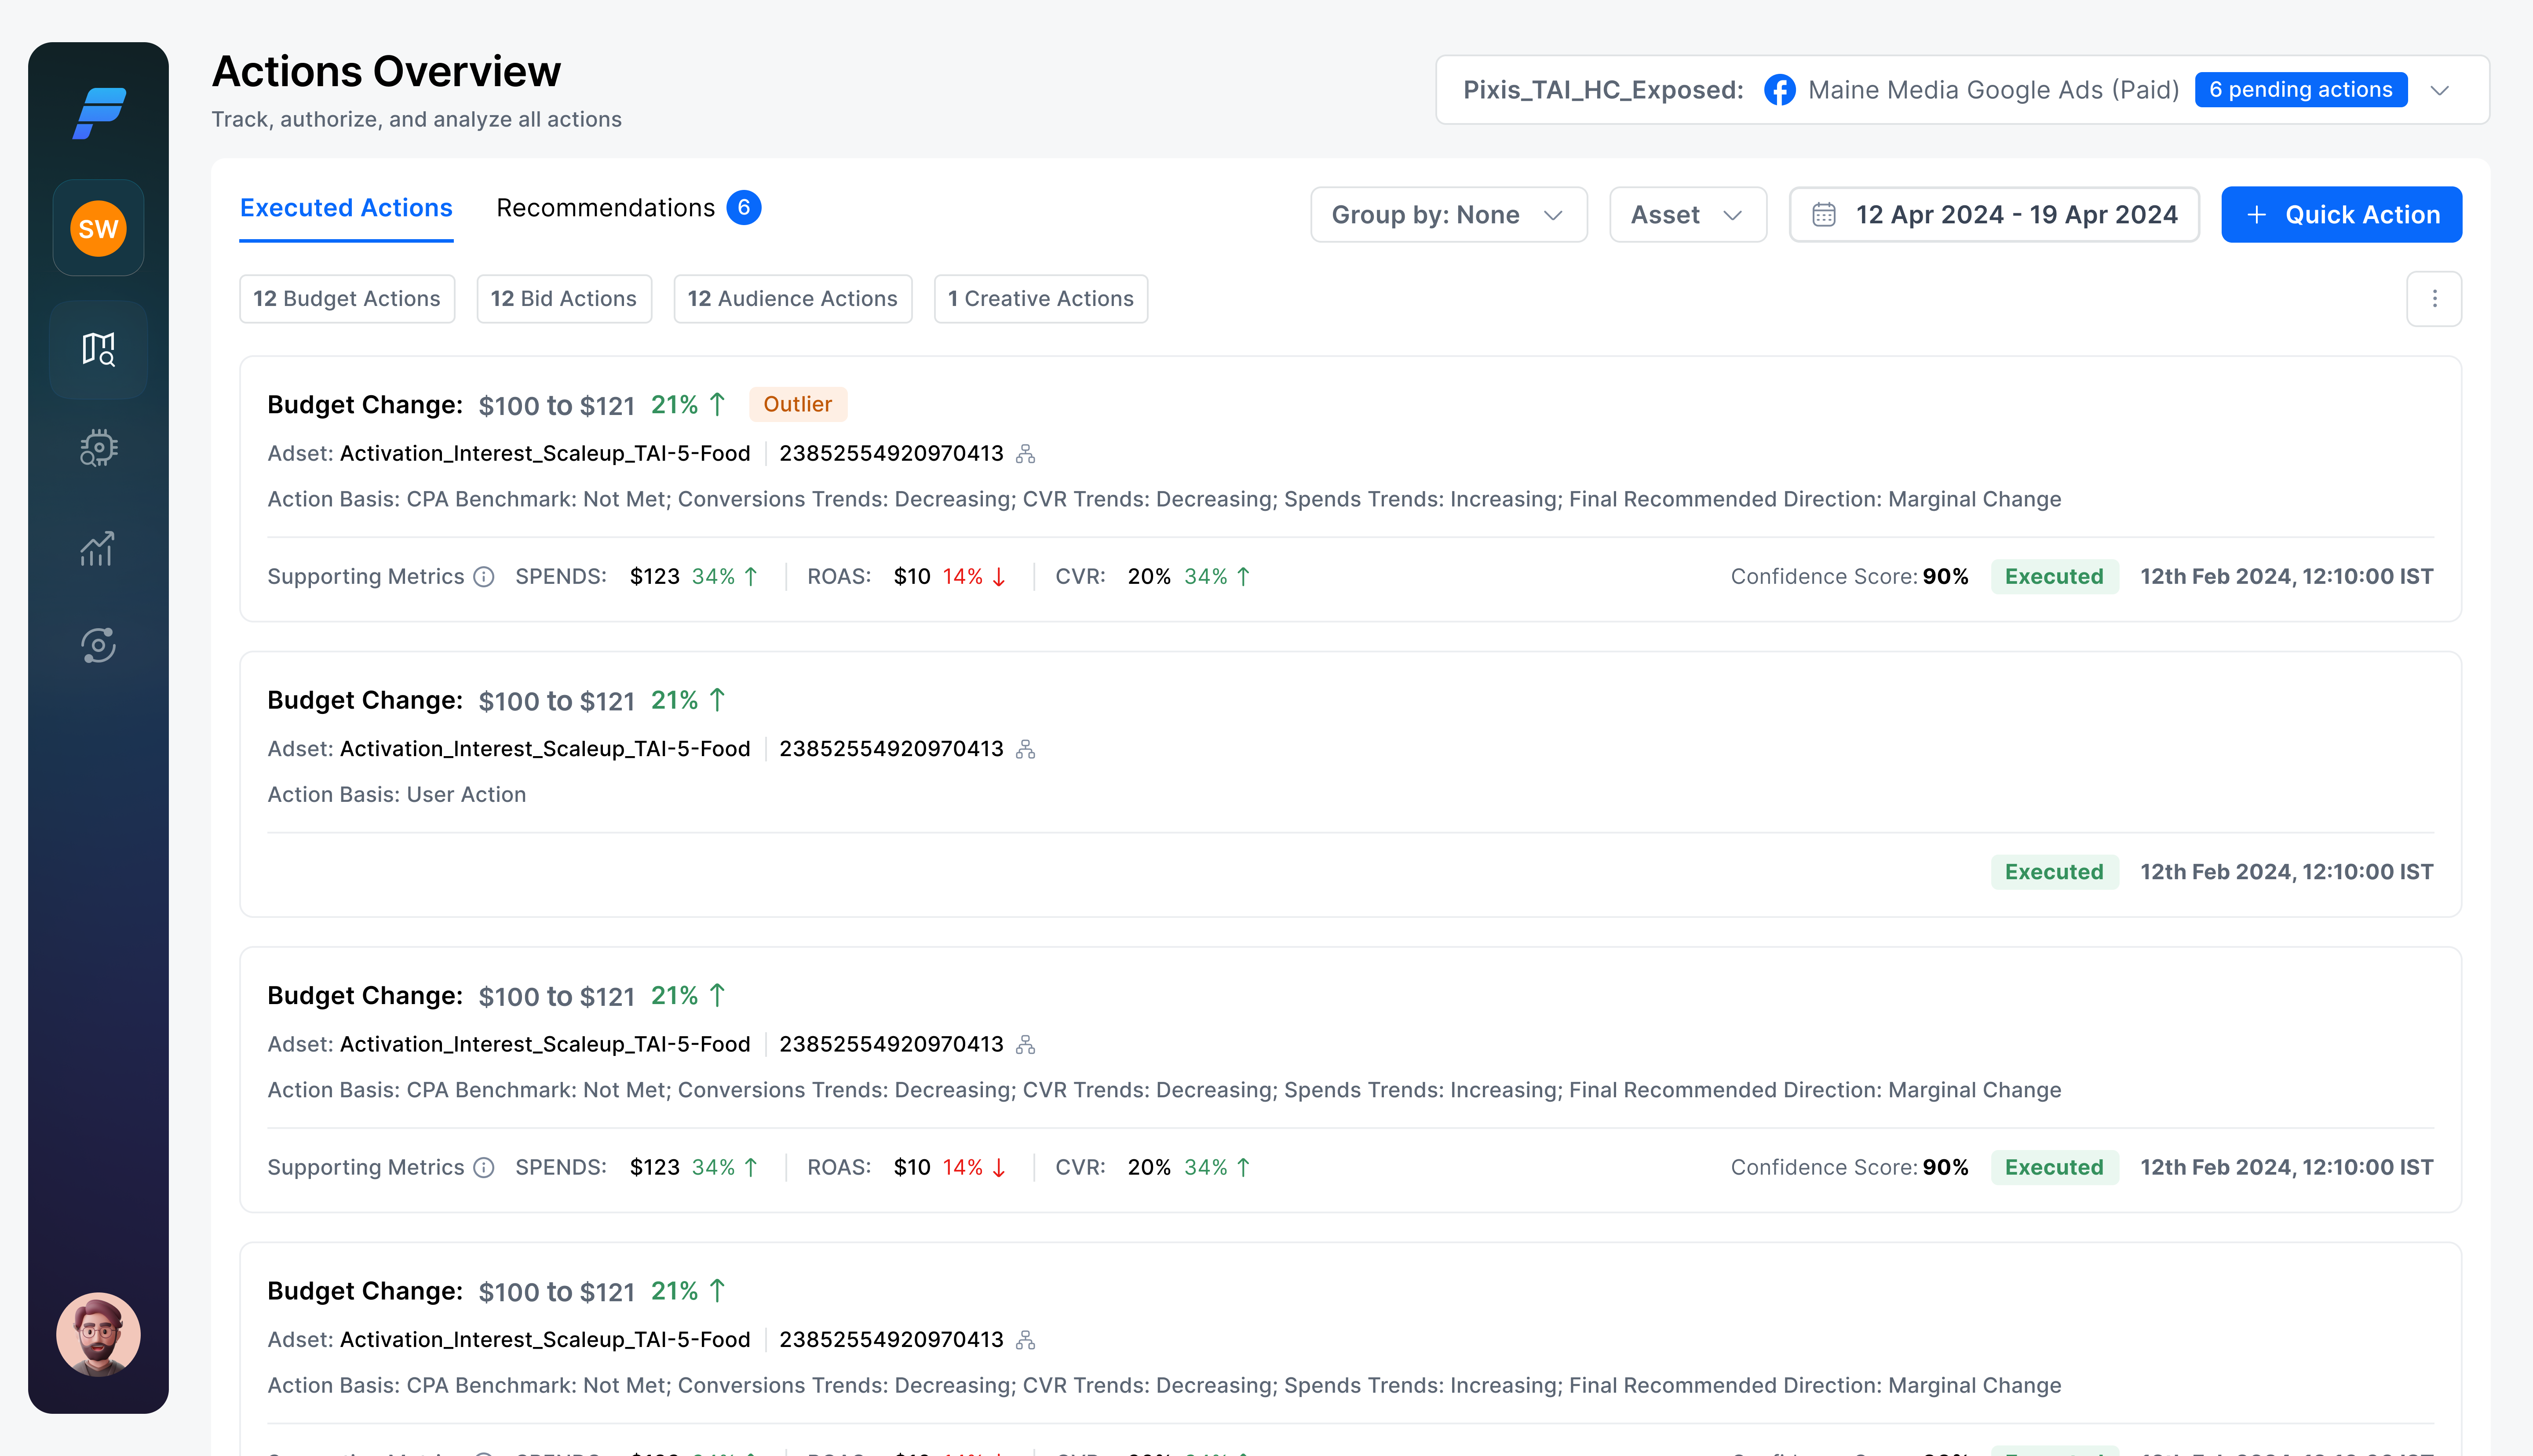 Actions Overview
Track, authorize, and analyze all actions
Pixis_TAI_HC_Exposed: Maine Media Google Ads (Paid) 6 pending actions
SW
Executed Actions Recommendations 6
Group by: None Asset 12 Apr 2024 - 19 Apr 2024 + Quick Action
12 Budget Actions 12 Bid Actions 12 Audience Actions 1 Creative Actions
Budget Change: $100 to $121 21% ↑ Outlier
Adset: Activation_Interest_Scaleup_TAI-5-Food 23852554920970413
Action Basis: CPA Benchmark: Not Met; Conversions Trends: Decreasing; CVR Trends: Decreasing; Spends Trends: Increasing; Final Recommended Direction: Marginal Change
Supporting Metrics SPENDS: $123 34% ↑ ROAS: $10 14% ↓ CVR: 20% 34% ↑ Confidence Score: 90% Executed 12th Feb 2024, 12:10:00 IST
Budget Change: $100 to $121 21% ↑
Adset: Activation_Interest_Scaleup_TAI-5-Food 23852554920970413
Action Basis: User Action
Executed 12th Feb 2024, 12:10:00 IST
Budget Change: $100 to $121 21% ↑
Adset: Activation_Interest_Scaleup_TAI-5-Food 23852554920970413
Action Basis: CPA Benchmark: Not Met; Conversions Trends: Decreasing; CVR Trends: Decreasing; Spends Trends: Increasing; Final Recommended Direction: Marginal Change
Supporting Metrics SPENDS: $123 34% ↑ ROAS: $10 14% ↓ CVR: 20% 34% ↑ Confidence Score: 90% Executed 12th Feb 2024, 12:10:00 IST
Budget Change: $100 to $121 21% ↑
Adset: Activation_Interest_Scaleup_TAI-5-Food 23852554920970413
Action Basis: CPA Benchmark: Not Met; Conversions Trends: Decreasing; CVR Trends: Decreasing; Spends Trends: Increasing; Final Recommended Direction: Marginal Change